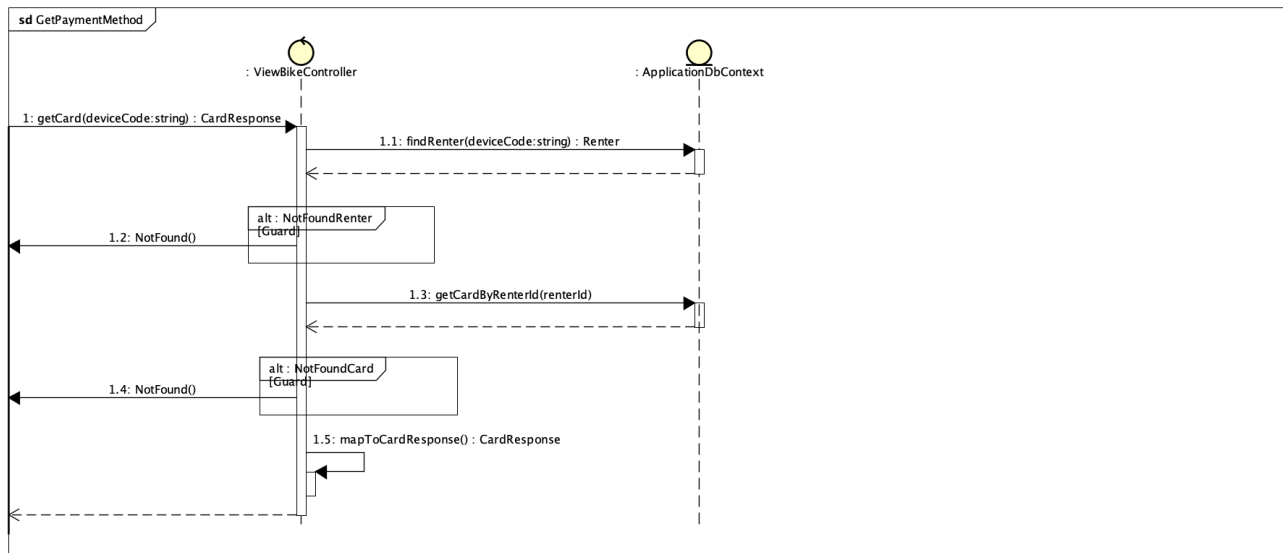 sd GetPaymentMethod
: ViewBikeController
: ApplicationDbContext
1: getCard(deviceCode:string) : CardResponse
1.1: findRenter(deviceCode:string) : Renter
alt : NotFoundRenter
[Guard]
1.2: NotFound()
1.3: getCardByRenterId(renterId)
alt : NotFoundCard
[Guard]
1.4: NotFound()
1.5: mapToCardResponse() : CardResponse